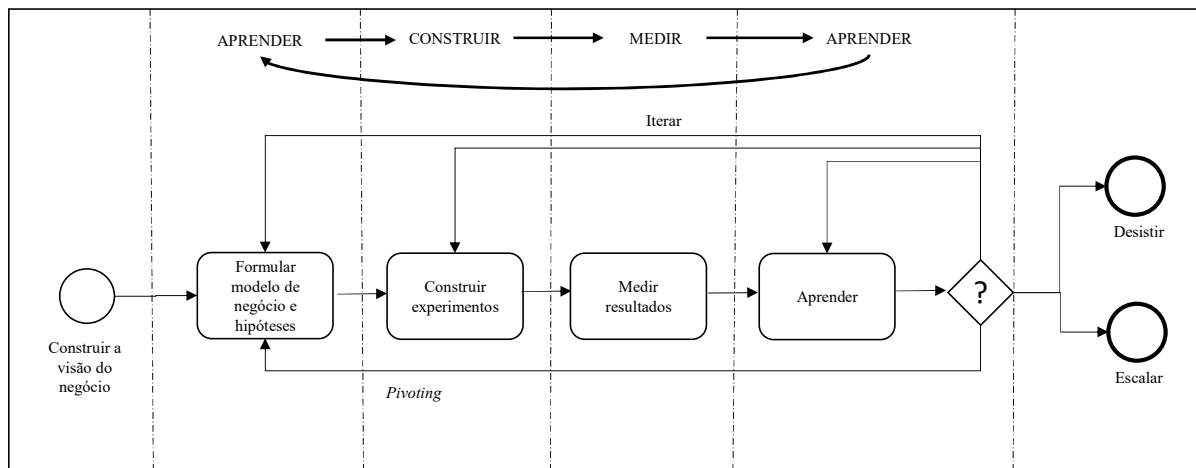 APRENDER
CONSTRUIR
MEDIR
APRENDER
Iterar
Formular
modelo de
negócio e
hipóteses
Construir
experimentos
Medir
resultados
Aprender
?
Desistir
Construir a
visão do
negócio
Escalar
Pivoting